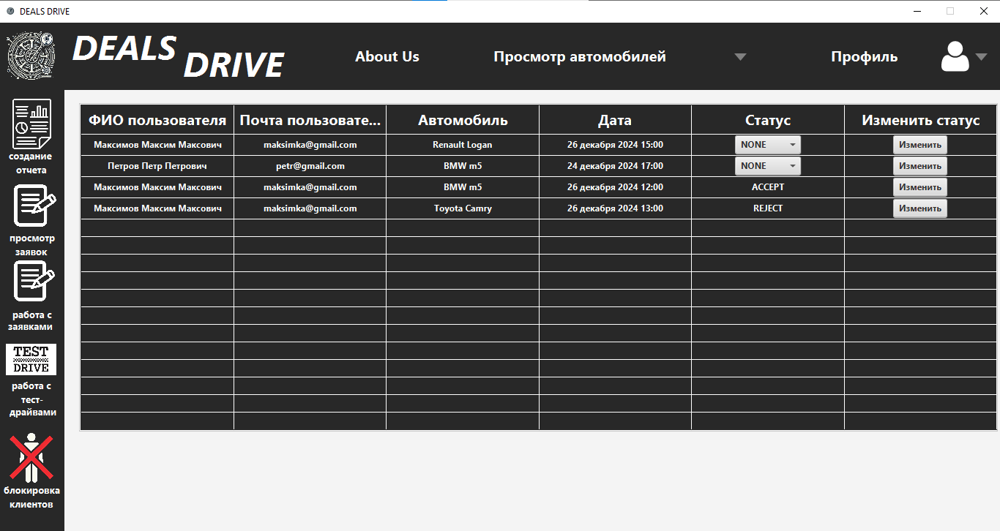 DEALS DRIVE
DEALS
DRIVE
About Us
Просмотр автомобилей
Профиль
создание
отчета
просмотр
заявок
работа с
заявками
TEST
DRIVE
работа с
тест-
драйвами
блокировка
клиентов
ФИО пользователя Почта пользовате... Автомобиль Дата Статус Изменить статус
Максимов Максим Максович maksimka@gmail.com Renault Logan 26 декабря 2024 15:00 NONE Изменить
Петров Петр Петрович petr@gmail.com BMW m5 24 декабря 2024 17:00 NONE Изменить
Максимов Максим Максович maksimka@gmail.com BMW m5 26 декабря 2024 12:00 ACCEPT Изменить
Максимов Максим Максович maksimka@gmail.com Toyota Camry 26 декабря 2024 13:00 REJECT Изменить